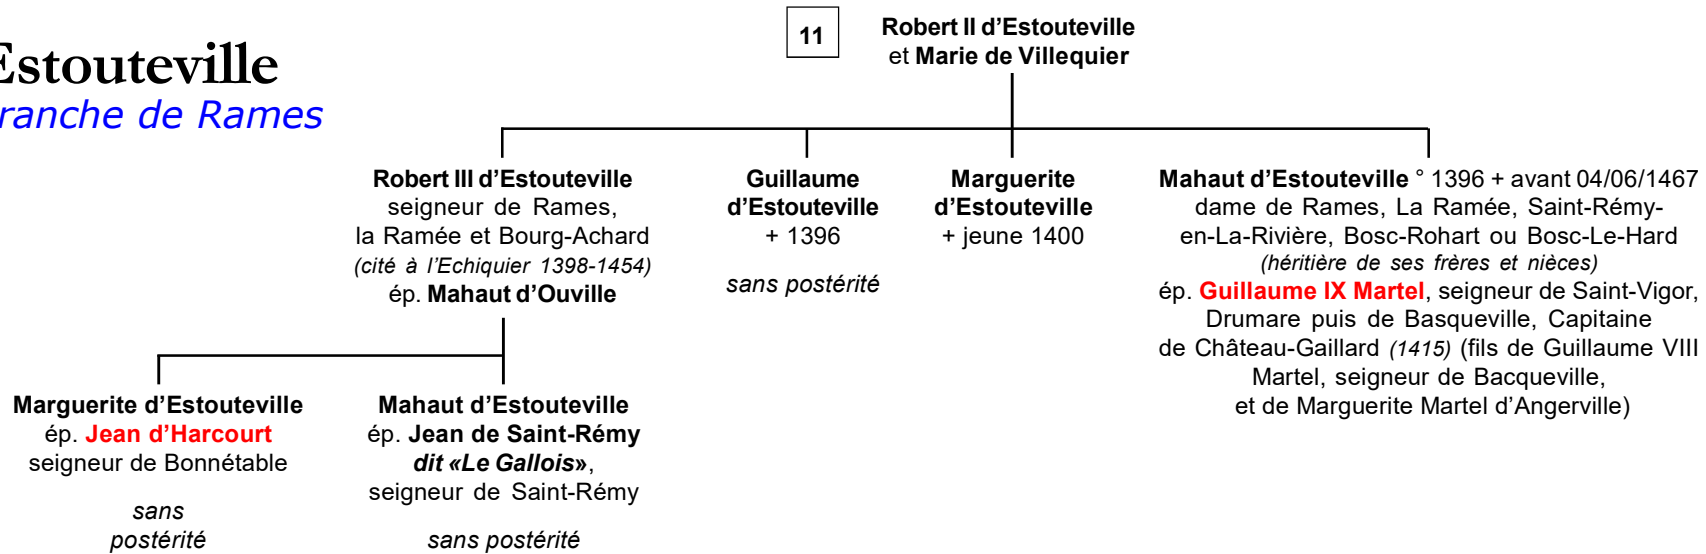 Estouteville
ranche de Rames
11
Robert II d’Estouteville
et Marie de Villequier
Robert III d’Estouteville
seigneur de Rames,
la Ramée et Bourg-Achard
(cité à l’Echiquier 1398-1454)
ép. Mahaut d’Ouville
Guillaume
d’Estouteville
+ 1396
sans postérité
Marguerite
d’Estouteville
+ jeune 1400
Mahaut d’Estouteville ° 1396 + avant 04/06/1467
dame de Rames, La Ramée, Saint-Rémy-
en-La-Rivière, Bosc-Rohart ou Bosc-Le-Hard
(héritière de ses frères et nièces)
ép. Guillaume IX Martel, seigneur de Saint-Vigor,
Drumare puis de Basqueville, Capitaine
de Château-Gaillard (1415) (fils de Guillaume VIII
Martel, seigneur de Bacqueville,
et de Marguerite Martel d’Angerville)
Marguerite d’Estouteville
ép. Jean d’Harcourt
seigneur de Bonnétable
sans
postérité
Mahaut d’Estouteville
ép. Jean de Saint-Rémy
dit «Le Gallois»,
seigneur de Saint-Rémy
sans postérité